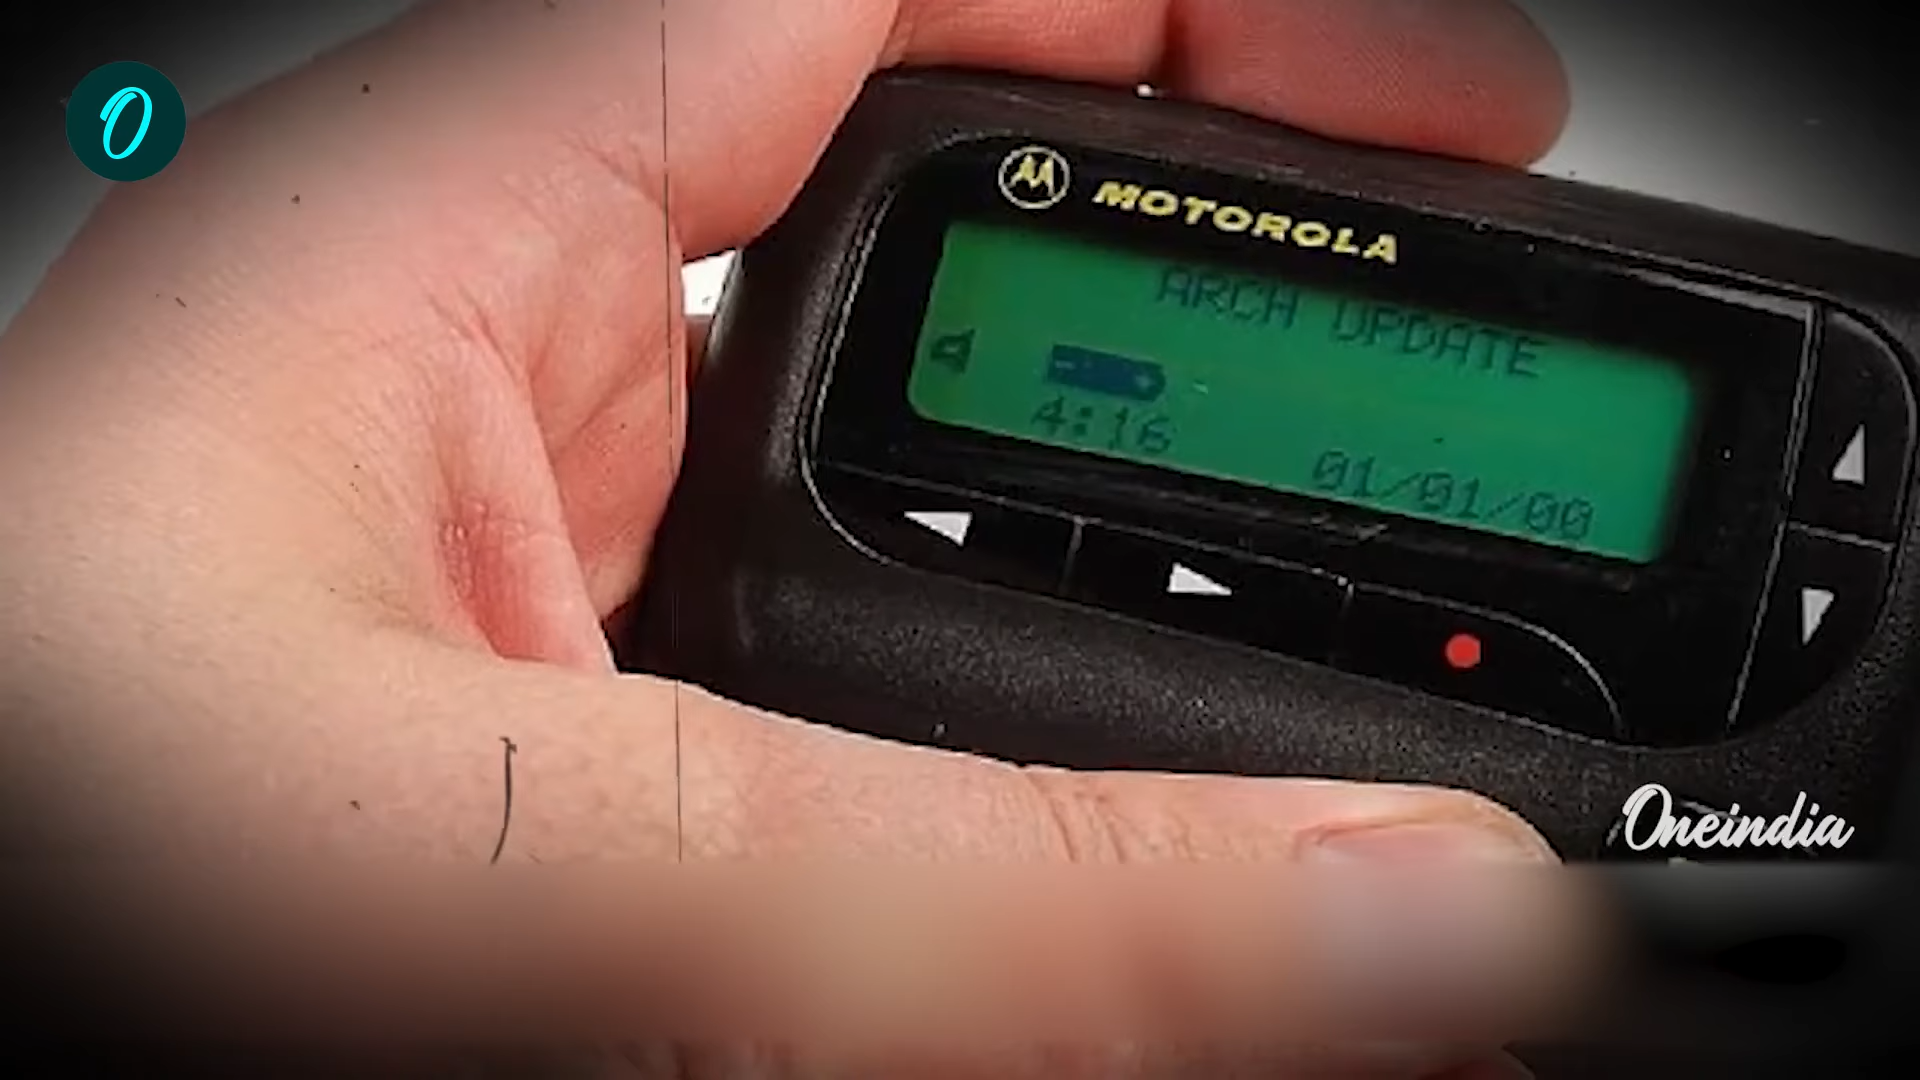 O
MOTOROLA
ARCH UPDATE
4:16
01/01/00
Oneindia